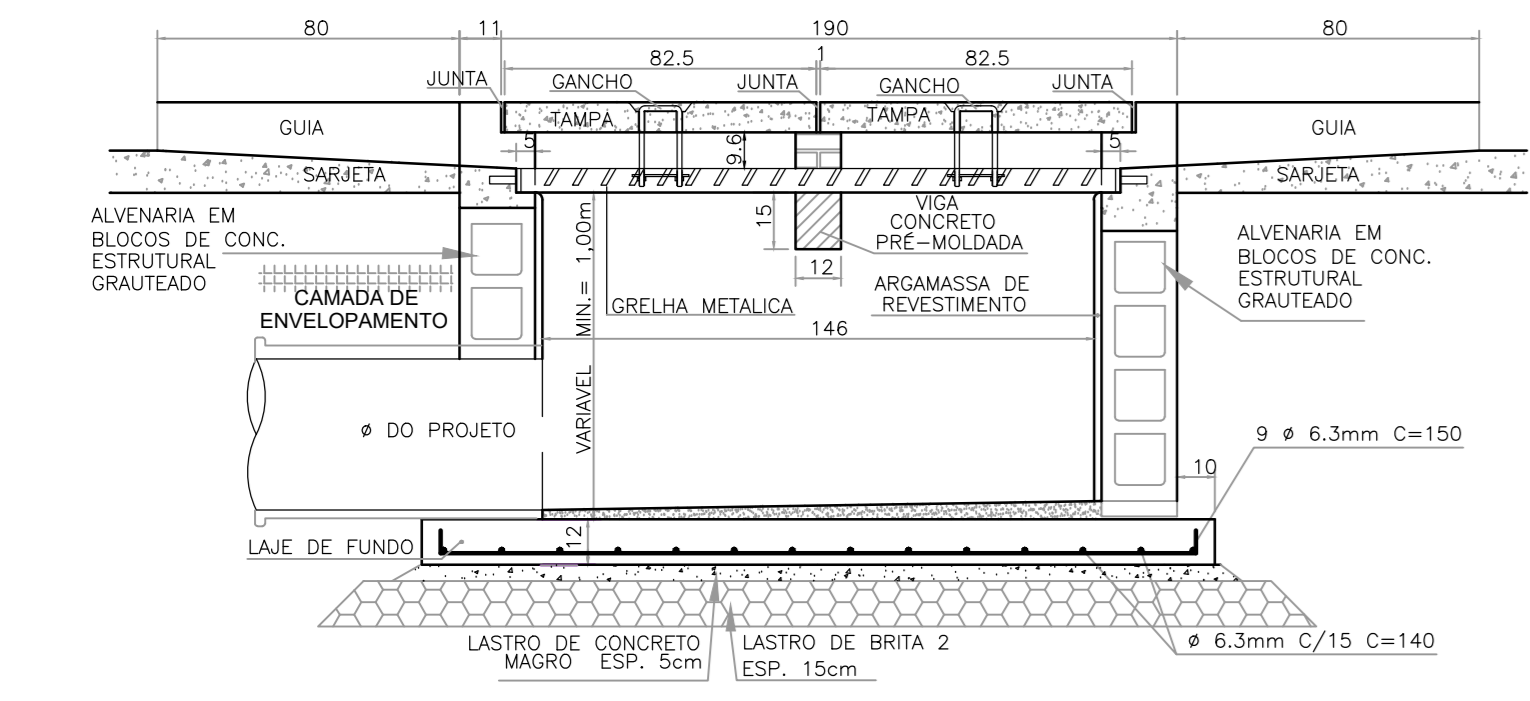 80
11
190
80
82.5
1
82.5
JUNTA
GANCHO
JUNTA
GANCHO
JUNTA
TAMPA
TAMPA
GUIA
GUIA
5
9.6
5
SARJETA
SARJETA
ALVENARIA EM
BLOCOS DE CONC.
ESTRUTURAL
GRAUTEADO
15
VIGA
CONCRETO
PRÉ-MOLDADA
ALVENARIA EM
BLOCOS DE CONC.
ESTRUTURAL
GRAUTEADO
12
CAMADA DE
ENVELOPAMENTO
GRELHA METALICA
ARGAMASSA DE
REVESTIMENTO
VARIAVEL MIN.= 1,00m
146
ø DO PROJETO
9 ø 6.3mm C=150
10
LAJE DE FUNDO
12
LASTRO DE CONCRETO
MAGRO ESP. 5cm
LASTRO DE BRITA 2
ESP. 15cm
ø 6.3mm C/15 C=140